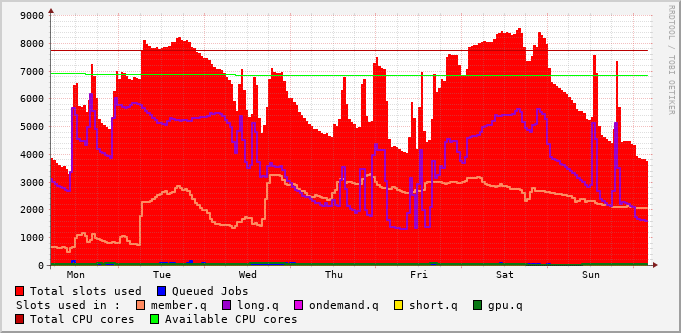 9000
8000
7000
6000
5000
4000
3000
2000
1000
0
Mon Tue Wed Thu Fri Sat Sun
Total slots used Queued Jobs
Slots used in : member.q long.q ondemand.q short.q gpu.q
Total CPU cores Available CPU cores
RRDTOOL / TOBI OETIKER